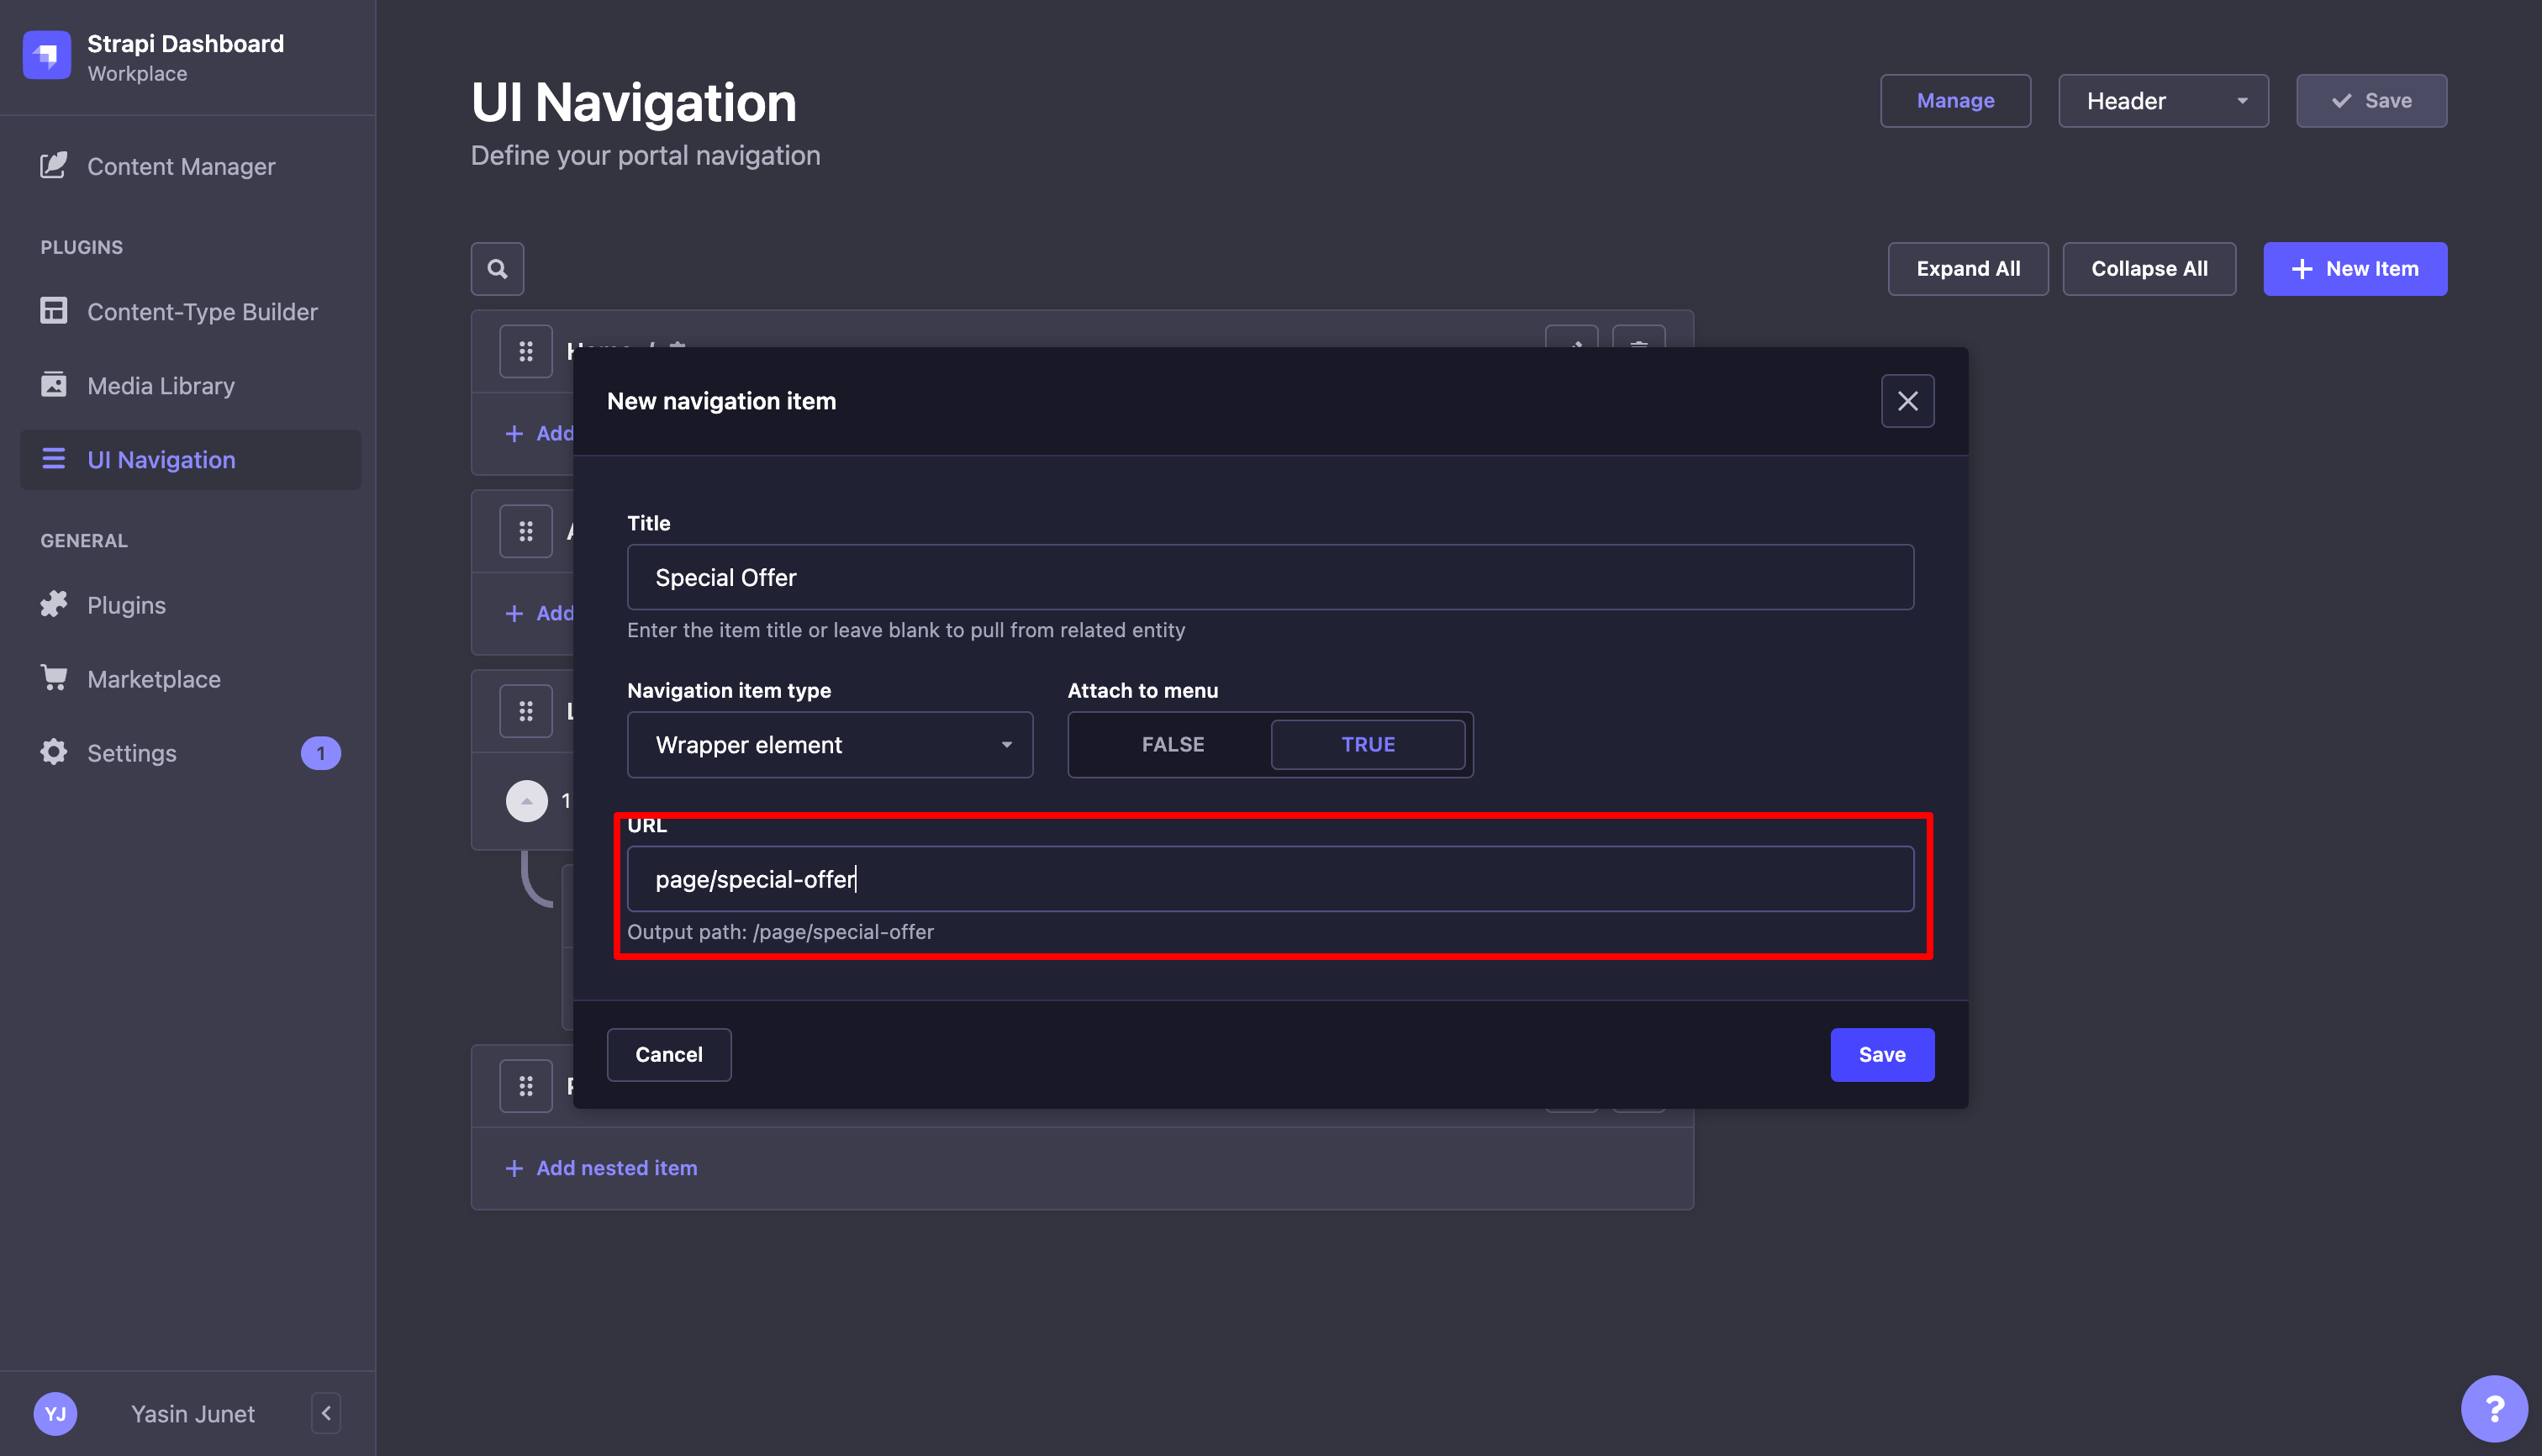 Strapi Dashboard
Workplace
Content Manager
PLUGINS
Content-Type Builder
Media Library
UI Navigation
GENERAL
Plugins
Marketplace
Settings
1
YJ
Yasin Junet
UI Navigation
Define your portal navigation
Manage
Header
Save
Expand All
Collapse All
New Item
Add
Add
1
Add nested item
New navigation item
Title
Special Offer
Enter the item title or leave blank to pull from related entity
Navigation item type
Wrapper element
Attach to menu
FALSE
TRUE
URL
page/special-offer
Output path: /page/special-offer
Cancel
Save
?